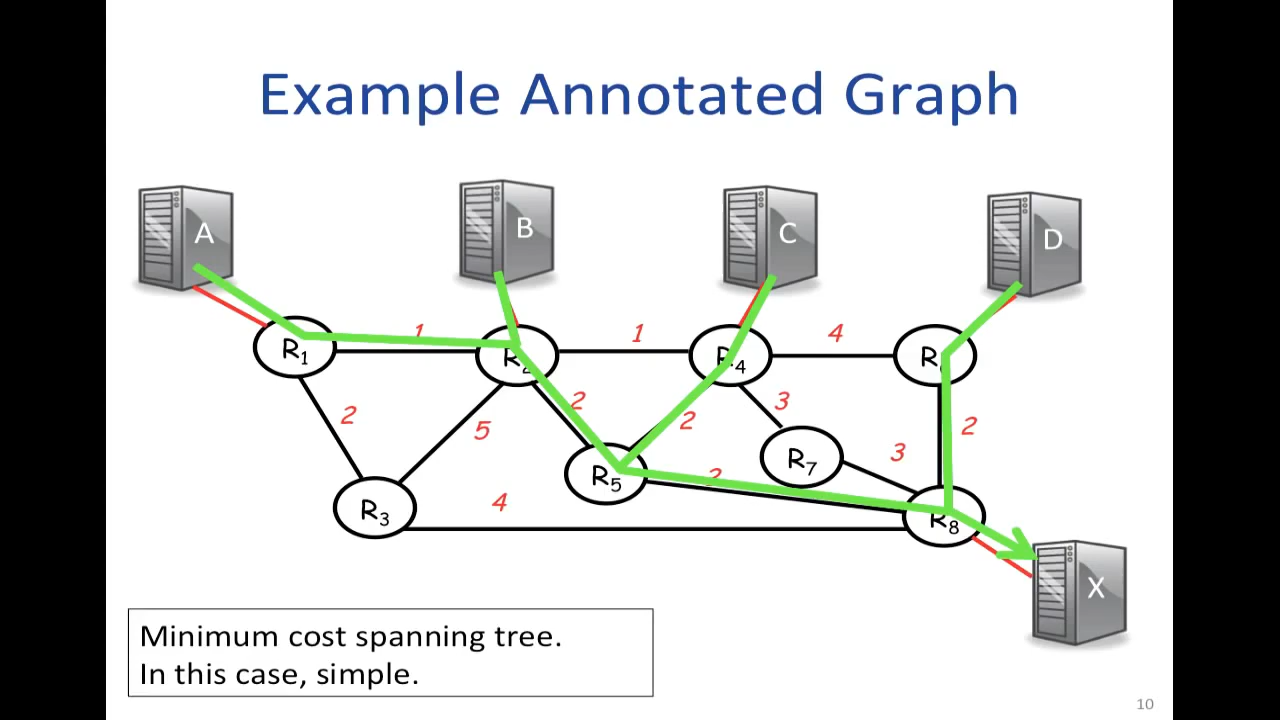 Example Annotated Graph
A
B
C
D
1
1
4
R1
R2
R4
2
5
2
2
3
2
R3
R5
R7
3
4
2
R8
X
Minimum cost spanning tree.
In this case, simple.
10